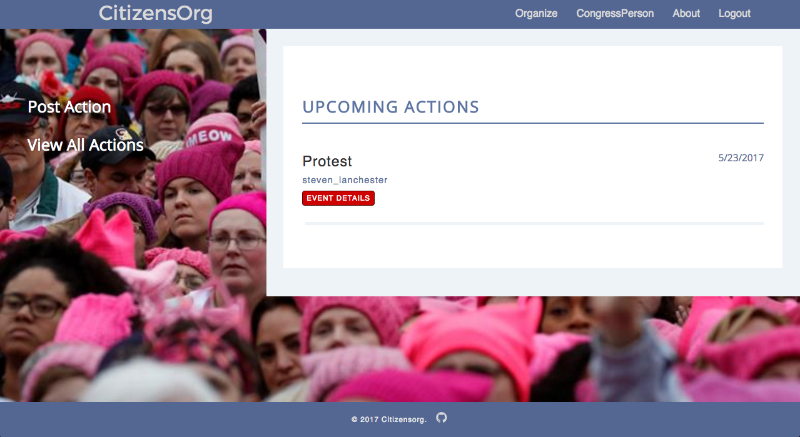 CitizensOrg
Organize CongressPerson About Logout
Post Action
View All Actions
MEOW
UPCOMING ACTIONS
Protest
5/23/2017
steven_lanchester
EVENT DETAILS
© 2017 Citizensorg.